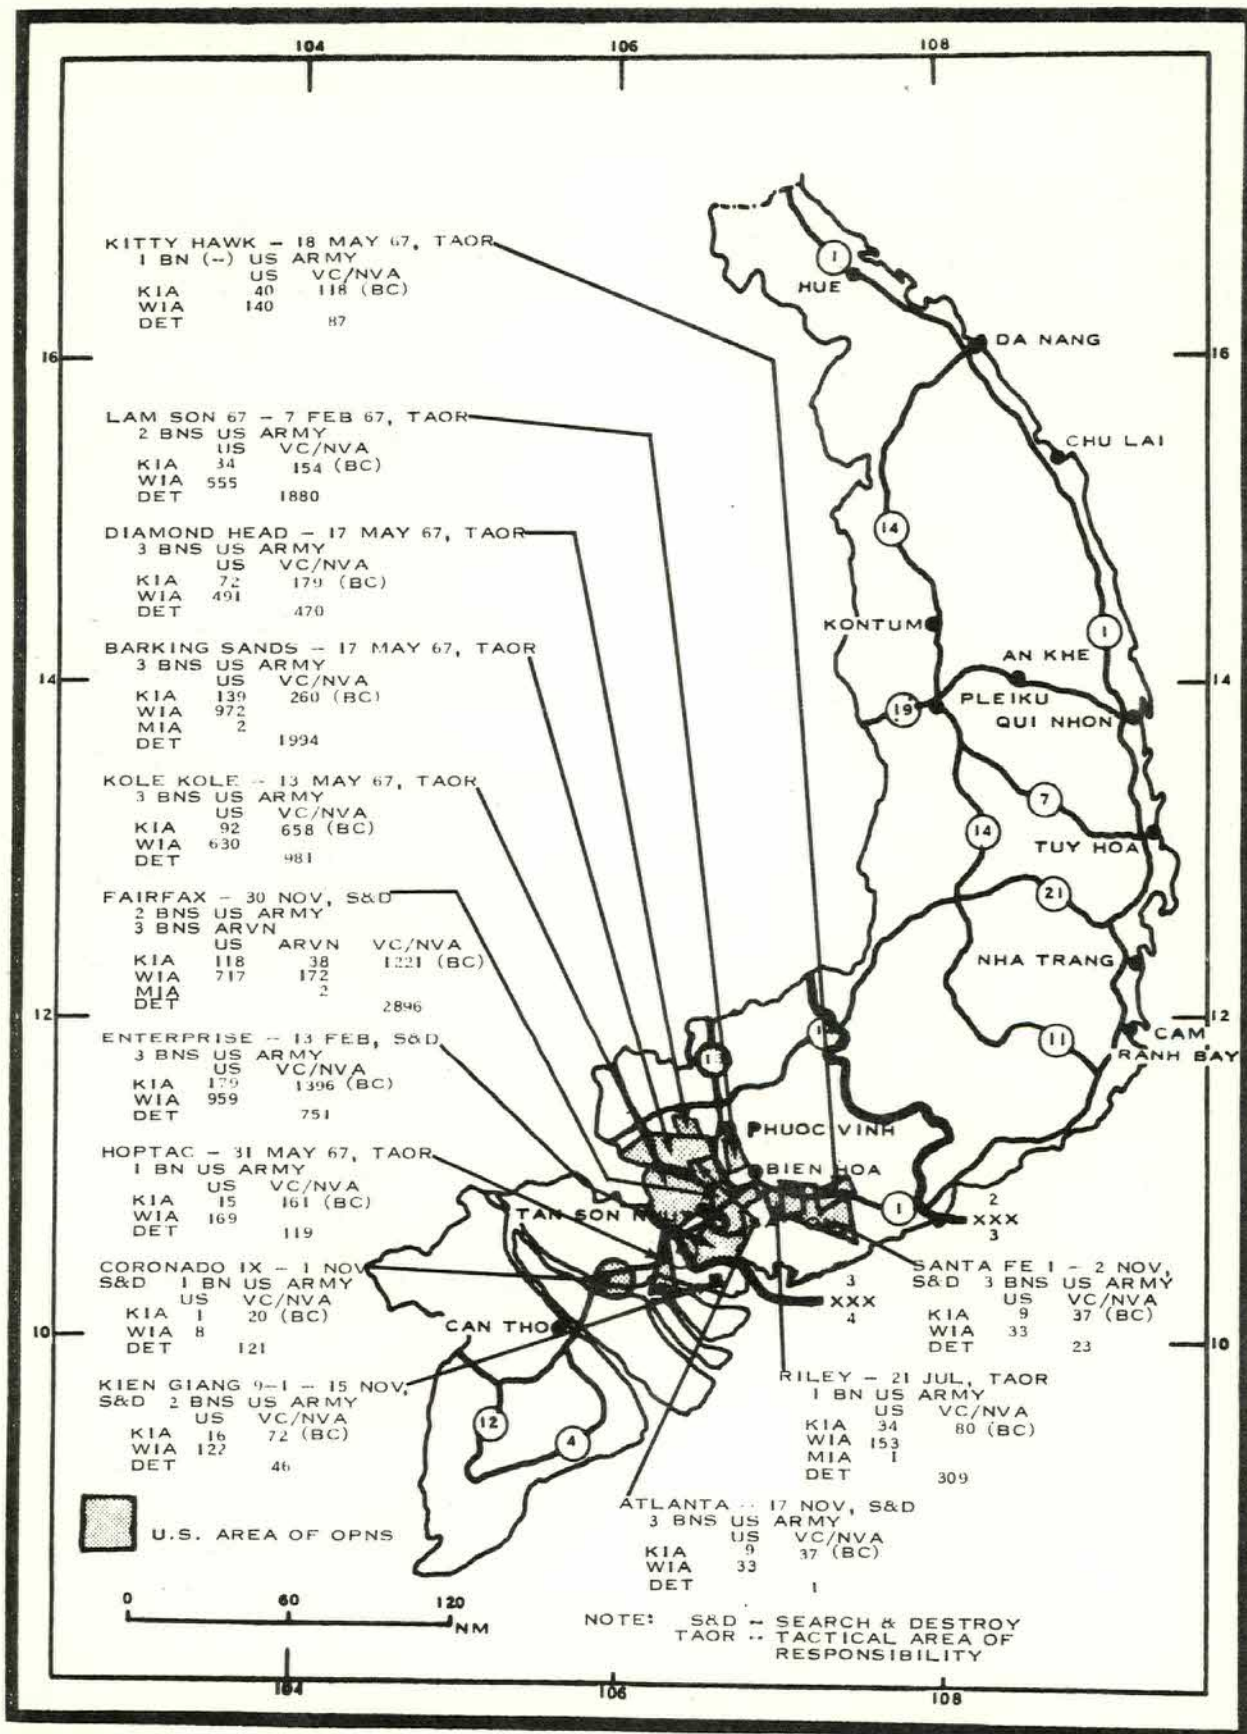 104 106 108
KITTY HAWK – 18 MAY 67, TAOR
1 BN (–) US ARMY
US VC/NVA
KIA 40 118 (BC)
WIA 140
DET 87
1
HUE
16 DA NANG 16
LAM SON 67 – 7 FEB 67, TAOR
2 BNS US ARMY
US VC/NVA
KIA 34 154 (BC)
WIA 555
DET 1880
CHU LAI
14
DIAMOND HEAD – 17 MAY 67, TAOR
3 BNS US ARMY
US VC/NVA
KIA 72 179 (BC)
WIA 491
DET 470
KONTUM
1
BARKING SANDS – 17 MAY 67, TAOR
3 BNS US ARMY
US VC/NVA
KIA 139 260 (BC)
WIA 972
MIA 2
DET 1994
AN KHE
14 14
PLEIKU
19
QUI NHON
KOLE KOLE – 13 MAY 67, TAOR
3 BNS US ARMY
US VC/NVA
KIA 92 658 (BC)
WIA 630
DET 981
7
14
TUY HOA
FAIRFAX – 30 NOV, S&D
2 BNS US ARMY
3 BNS ARVN
US ARVN VC/NVA
KIA 118 38 1221 (BC)
WIA 717 172
MIA 2
DET 2896
21
NHA TRANG
12 12
CAM
RANH BAY
11
ENTERPRISE – 13 FEB, S&D
3 BNS US ARMY
US VC/NVA
KIA 179 1396 (BC)
WIA 959
DET 751
PHUOC VINH
BIEN HOA
HOPTAC – 31 MAY 67, TAOR
1 BN US ARMY
US VC/NVA
KIA 15 161 (BC)
WIA 169
DET 119
TAN SON
1
2
XXX
3
CORONADO IX – 1 NOV
S&D 1 BN US ARMY
US VC/NVA
KIA 1 20 (BC)
WIA 8
DET 121
3
XXX
4
SANTA FE 1 – 2 NOV,
S&D 3 BNS US ARMY
US VC/NVA
KIA 9 37 (BC)
WIA 33
DET 23
CAN THO
10 10
KIEN GIANG 9-1 – 15 NOV,
S&D 2 BNS US ARMY
US VC/NVA
KIA 16 72 (BC)
WIA 122
DET 46
12
4
RILEY – 21 JUL, TAOR
1 BN US ARMY
US VC/NVA
KIA 34 80 (BC)
WIA 153
MIA 1
DET 309
ATLANTA – 17 NOV, S&D
3 BNS US ARMY
US VC/NVA
KIA 9 37 (BC)
WIA 33
DET 1
U.S. AREA OF OPNS
0 60 120
NM
NOTE: S&D – SEARCH & DESTROY
TAOR – TACTICAL AREA OF
RESPONSIBILITY
104 106 108